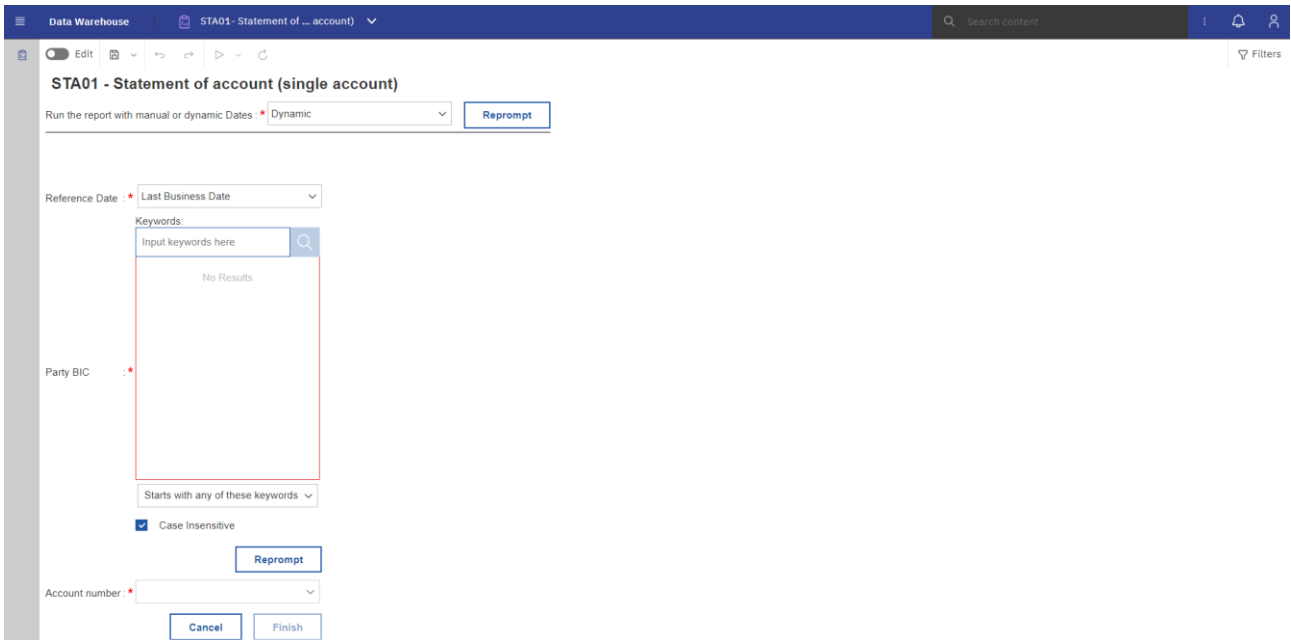 Data Warehouse
STA01- Statement of ... account)
Search content
Edit
Filters
STA01 - Statement of account (single account)
Run the report with manual or dynamic Dates : * Dynamic
Reprompt
Reference Date : * Last Business Date
Keywords:
Input keywords here
No Results
Party BIC : *
Starts with any of these keywords
Case Insensitive
Reprompt
Account number : *
Cancel
Finish